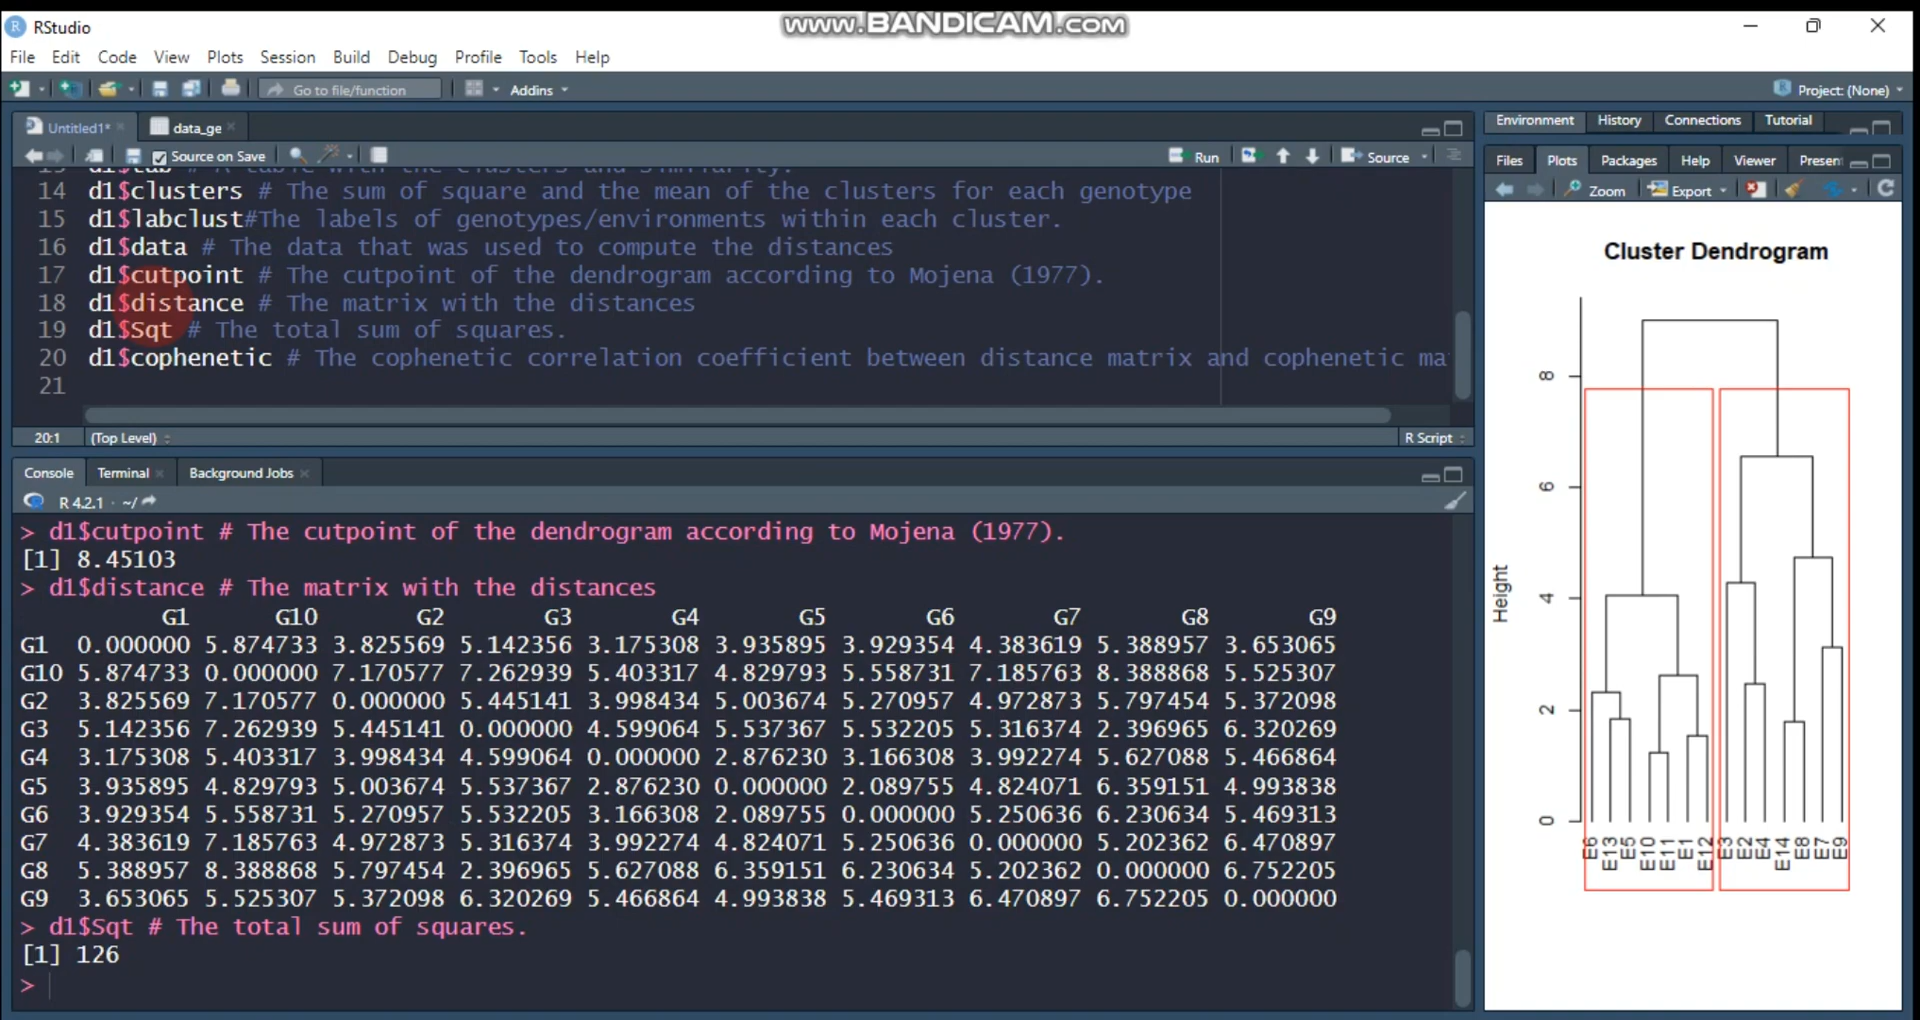 www.BANDICAM.com
RStudio
File Edit Code View Plots Session Build Debug Profile Tools Help
Go to file/function Addins Project: (None)
Untitled1* data_ge
Source on Save Run Source
14 d1$clusters # The sum of square and the mean of the clusters for each genotype
15 d1$labclust#The labels of genotypes/environments within each cluster.
16 d1$data # The data that was used to compute the distances
17 d1$cutpoint # The cutpoint of the dendrogram according to Mojena (1977).
18 d1$distance # The matrix with the distances
19 d1$Sqt # The total sum of squares.
20 d1$cophenetic # The cophenetic correlation coefficient between distance matrix and cophenetic ma
21
20:1 (Top Level) R Script
Console Terminal Background Jobs
R 4.2.1 · ~/
> d1$cutpoint # The cutpoint of the dendrogram according to Mojena (1977).
[1] 8.45103
> d1$distance # The matrix with the distances
G1 G10 G2 G3 G4 G5 G6 G7 G8 G9
G1 0.000000 5.874733 3.825569 5.142356 3.175308 3.935895 3.929354 4.383619 5.388957 3.653065
G10 5.874733 0.000000 7.170577 7.262939 5.403317 4.829793 5.558731 7.185763 8.388868 5.525307
G2 3.825569 7.170577 0.000000 5.445141 3.998434 5.003674 5.270957 4.972873 5.797454 5.372098
G3 5.142356 7.262939 5.445141 0.000000 4.599064 5.537367 5.532205 5.316374 2.396965 6.320269
G4 3.175308 5.403317 3.998434 4.599064 0.000000 2.876230 3.166308 3.992274 5.627088 5.466864
G5 3.935895 4.829793 5.003674 5.537367 2.876230 0.000000 2.089755 4.824071 6.359151 4.993838
G6 3.929354 5.558731 5.270957 5.532205 3.166308 2.089755 0.000000 5.250636 6.230634 5.469313
G7 4.383619 7.185763 4.972873 5.316374 3.992274 4.824071 5.250636 0.000000 5.202362 6.470897
G8 5.388957 8.388868 5.797454 2.396965 5.627088 6.359151 6.230634 5.202362 0.000000 6.752205
G9 3.653065 5.525307 5.372098 6.320269 5.466864 4.993838 5.469313 6.470897 6.752205 0.000000
> d1$Sqt # The total sum of squares.
[1] 126
>
Environment History Connections Tutorial
Files Plots Packages Help Viewer Presen
Zoom Export
Cluster Dendrogram
Height
8
6
4
2
0
E6 E13 E5 E10 E11 E1 E12 E3 E2 E4 E14 E8 E7 E9